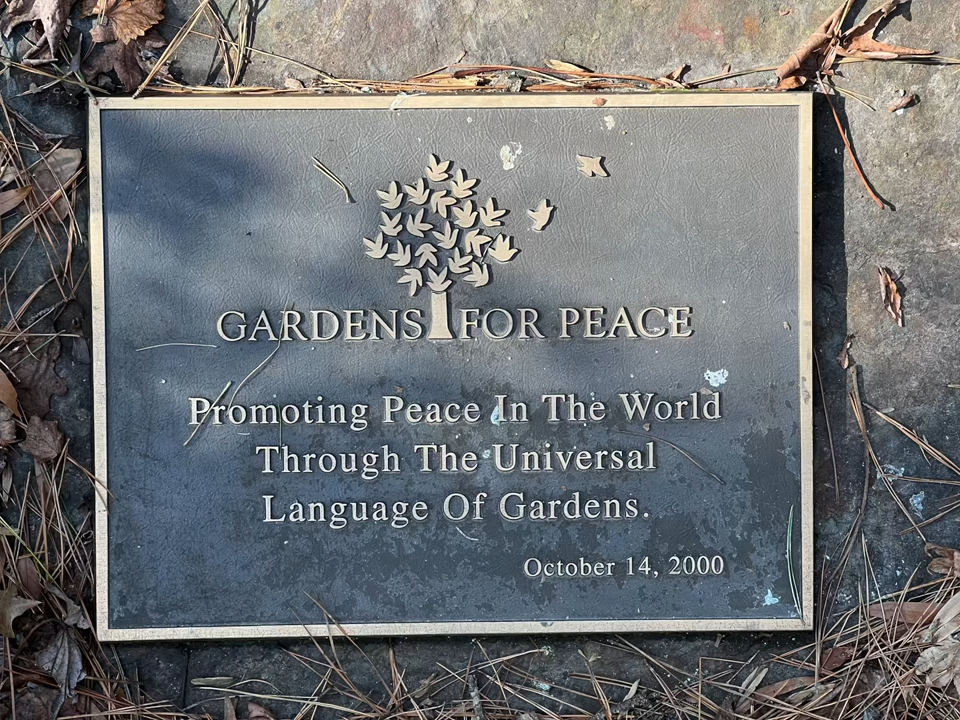 GARDENS FOR PEACE
Promoting Peace In The World
Through The Universal
Language Of Gardens.
October 14, 2000